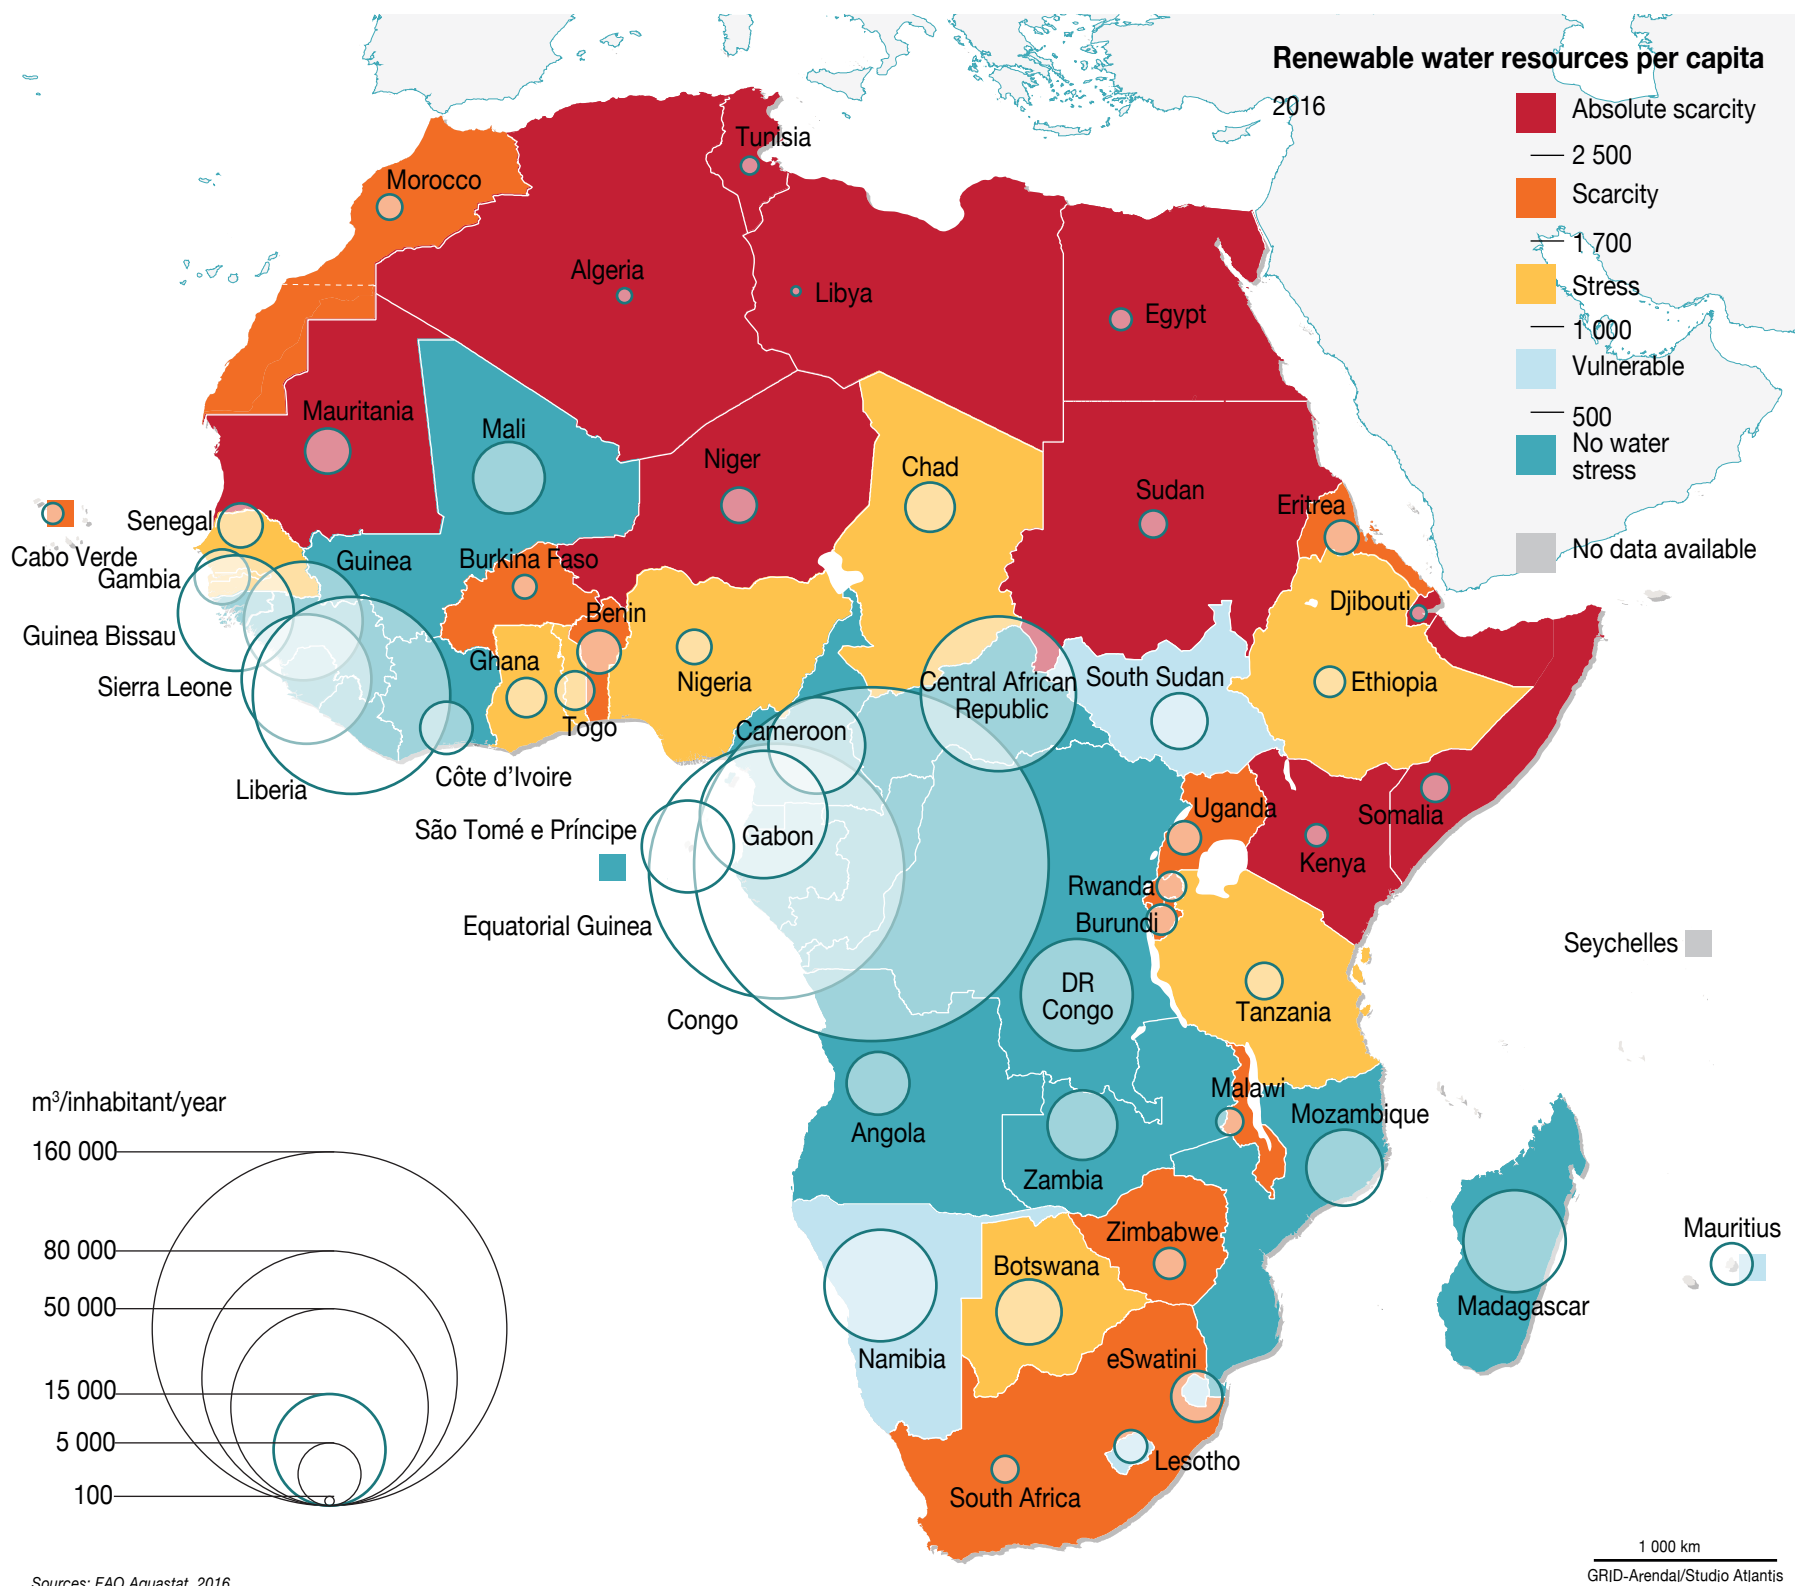 Renewable water resources per capita
2016
Absolute scarcity
2 500
Scarcity
1 700
Stress
1 000
Vulnerable
500
No water
stress
No data available
Tunisia
Morocco
Algeria
Libya
Egypt
Mauritania
Mali
Niger
Chad
Sudan
Eritrea
Senegal
Cabo Verde
Gambia
Guinea
Burkina Faso
Benin
Djibouti
Guinea Bissau
Ghana
Nigeria
Central African
Republic
South Sudan
Ethiopia
Sierra Leone
Togo
Cameroon
Liberia
Côte d’Ivoire
São Tomé e Príncipe
Gabon
Uganda
Somalia
Kenya
Rwanda
Burundi
Equatorial Guinea
Seychelles
DR
Congo
Tanzania
Congo
Malawi
Mozambique
Angola
Zambia
Zimbabwe
Mauritius
Botswana
Madagascar
Namibia
eSwatini
Lesotho
South Africa
m³/inhabitant/year
160 000
80 000
50 000
15 000
5 000
100
1 000 km
GRID-Arendal/Studio Atlantis
Sources: FAO Aquastat, 2016